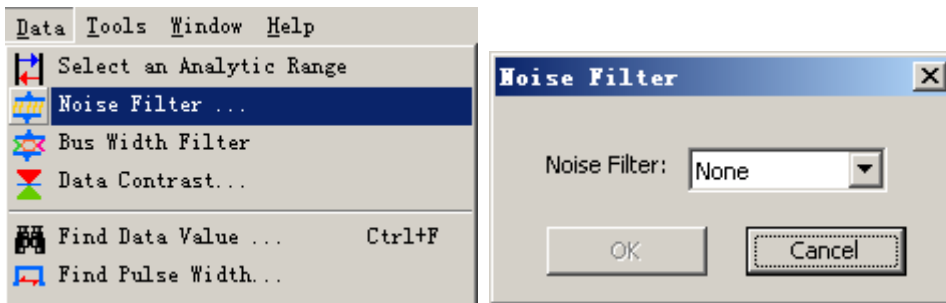 Data Tools Window Help
Select an Analytic Range
Noise Filter ...
Bus Width Filter
Data Contrast...
Find Data Value ... Ctrl+F
Find Pulse Width...
Noise Filter
Noise Filter: None
OK Cancel